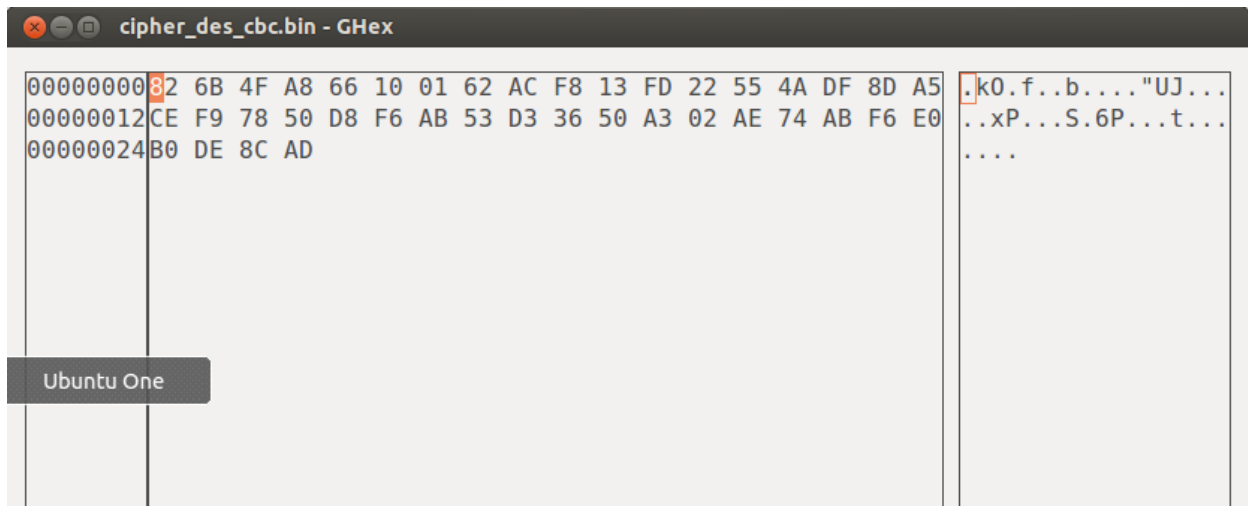 cipher_des_cbc.bin - GHex
00000000 82 6B 4F A8 66 10 01 62 AC F8 13 FD 22 55 4A DF 8D A5 .kO.f..b...."UJ...
00000012 CE F9 78 50 D8 F6 AB 53 D3 36 50 A3 02 AE 74 AB F6 E0 ..xP...S.6P...t...
00000024 B0 DE 8C AD ....
Ubuntu One